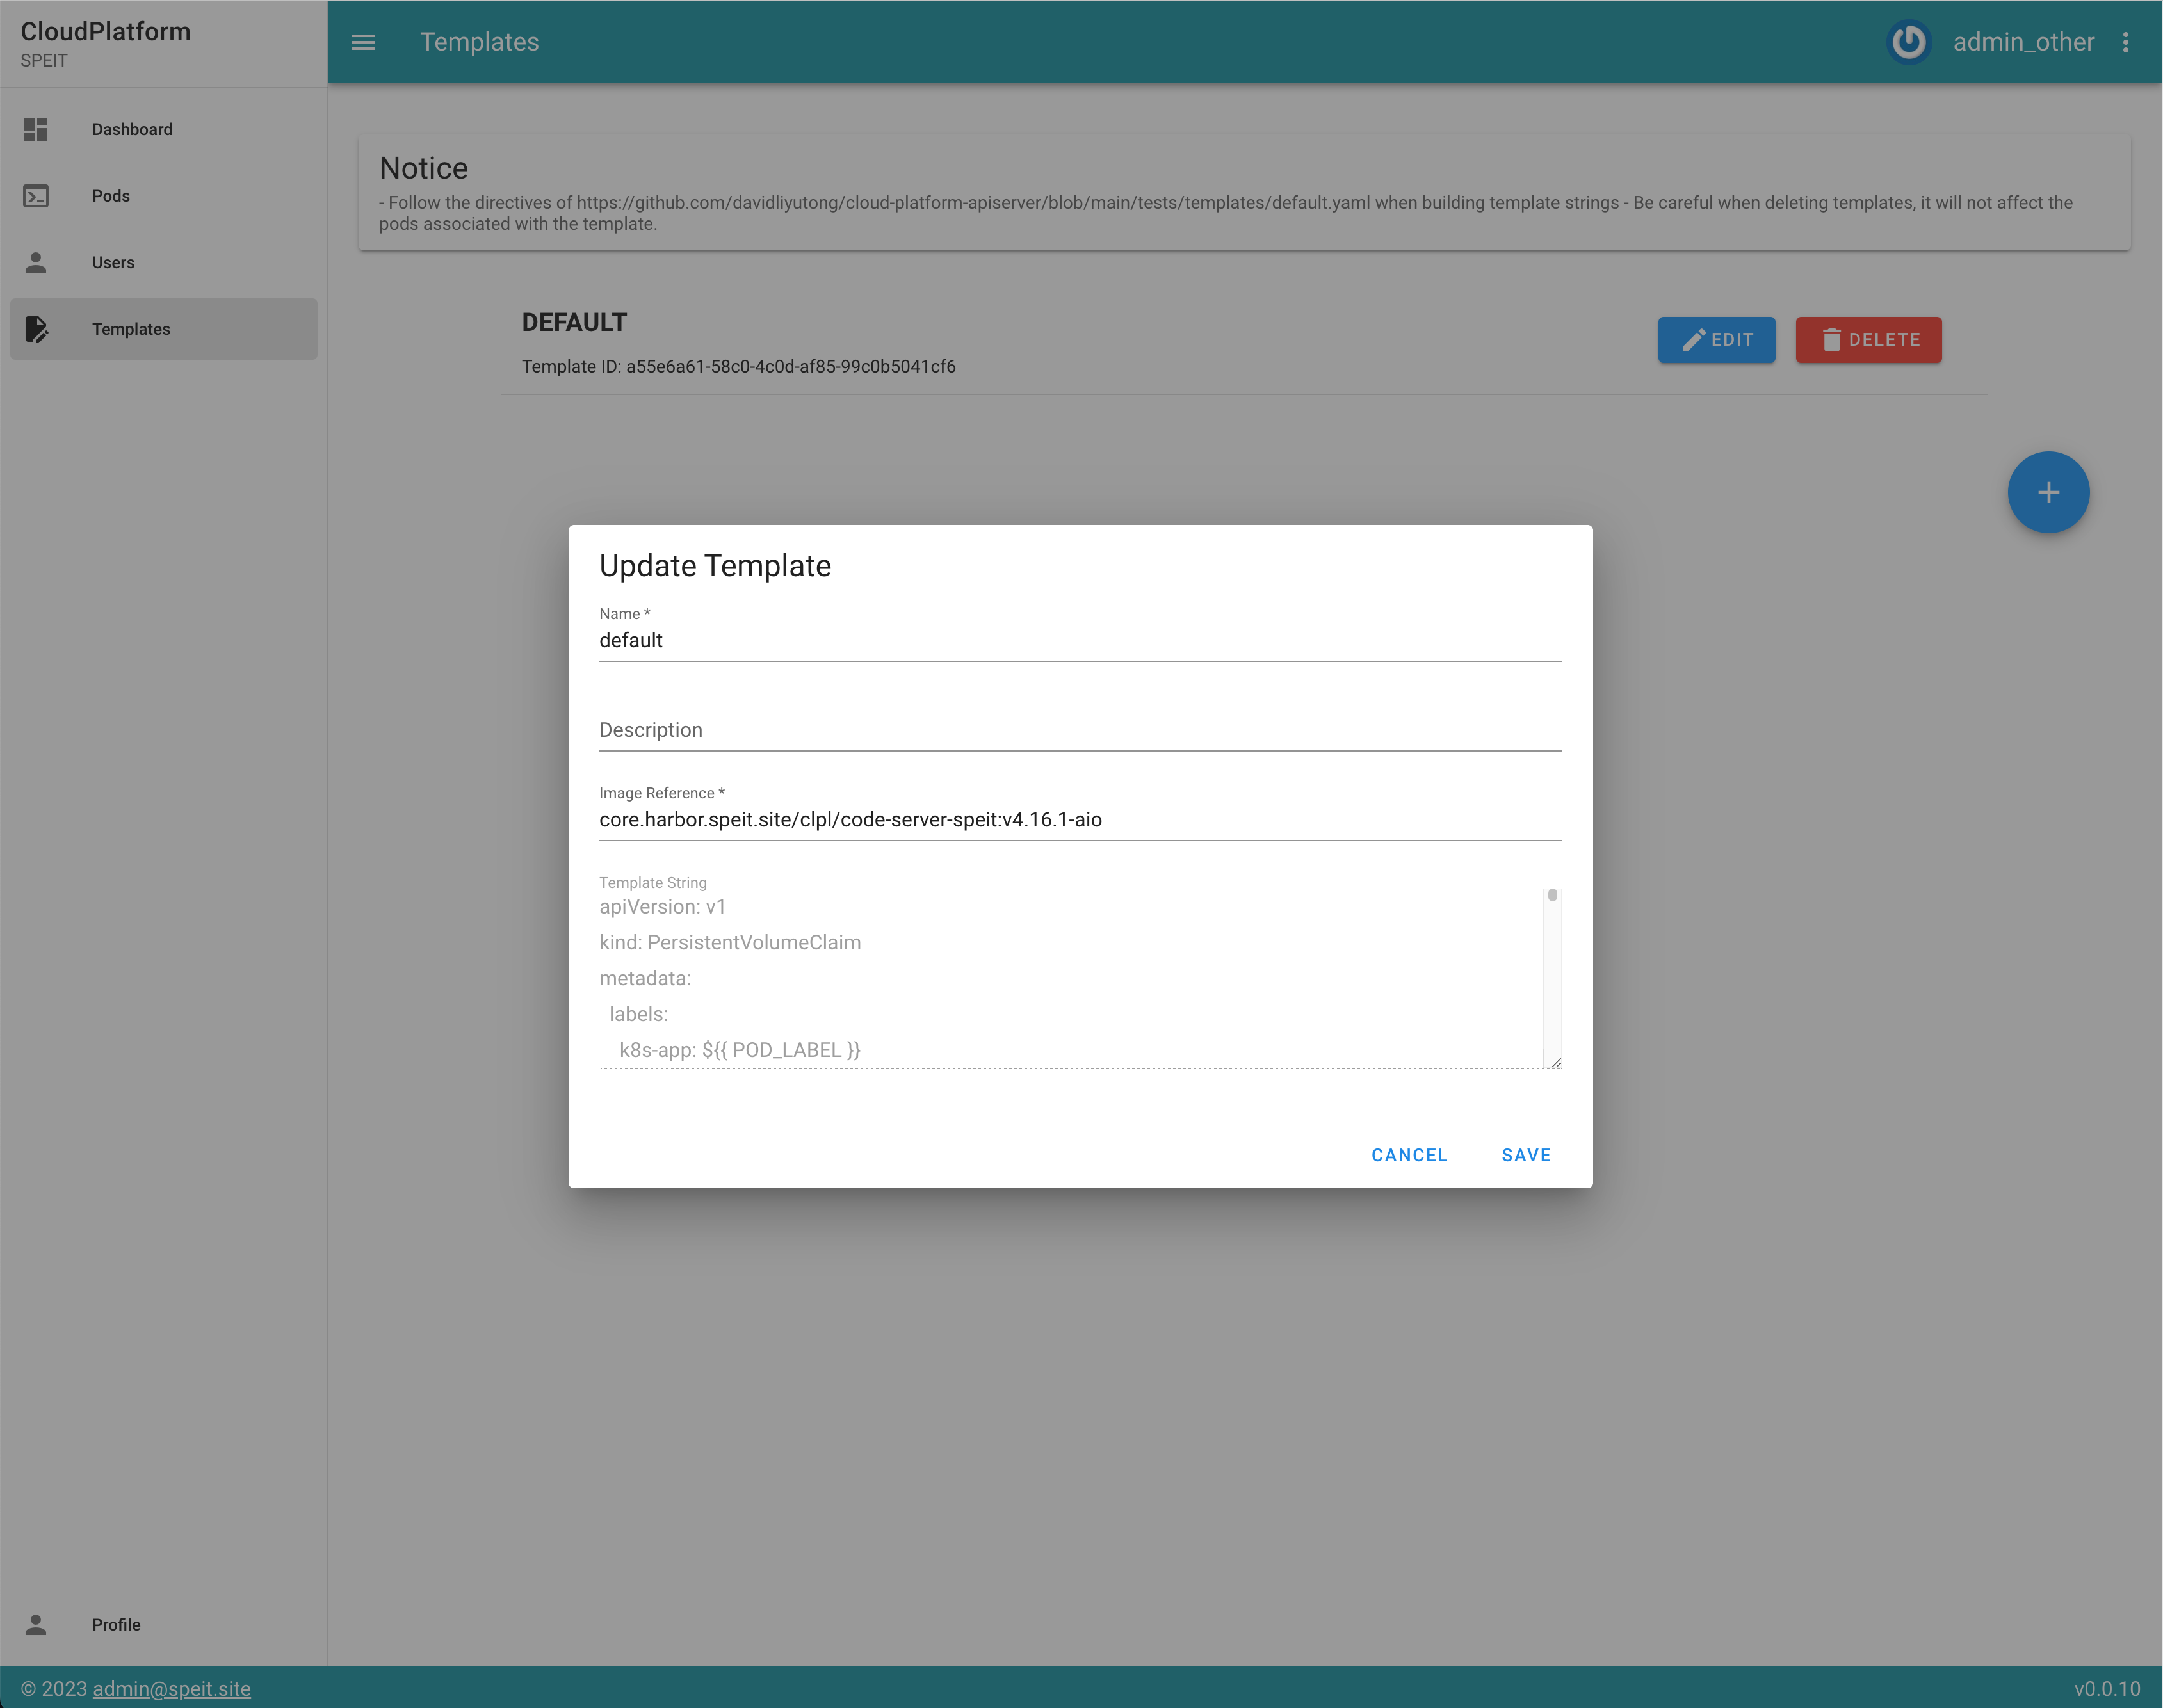 CloudPlatform
SPEIT
Templates
admin_other
Dashboard
Pods
Users
Templates
Notice
- Follow the directives of https://github.com/davidliyutong/cloud-platform-apiserver/blob/main/tests/templates/default.yaml when building template strings - Be careful when deleting templates, it will not affect the
pods associated with the template.
DEFAULT
Template ID: a55e6a61-58c0-4c0d-af85-99c0b5041cf6
EDIT
DELETE
Update Template
Name *
default
Description
Image Reference *
core.harbor.speit.site/clpl/code-server-speit:v4.16.1-aio
Template String
apiVersion: v1
kind: PersistentVolumeClaim
metadata:
labels:
k8s-app: ${{ POD_LABEL }}
CANCEL
SAVE
Profile
© 2023 admin@speit.site
v0.0.10